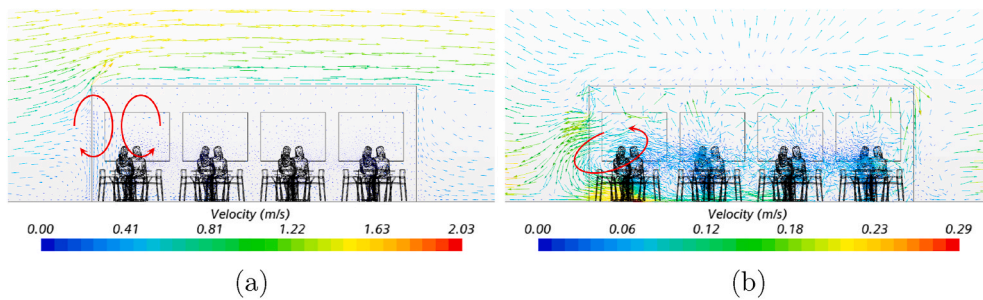 Velocity (m/s)
0.00 0.41 0.81 1.22 1.63 2.03
(a)
Velocity (m/s)
0.00 0.06 0.12 0.18 0.23 0.29
(b)